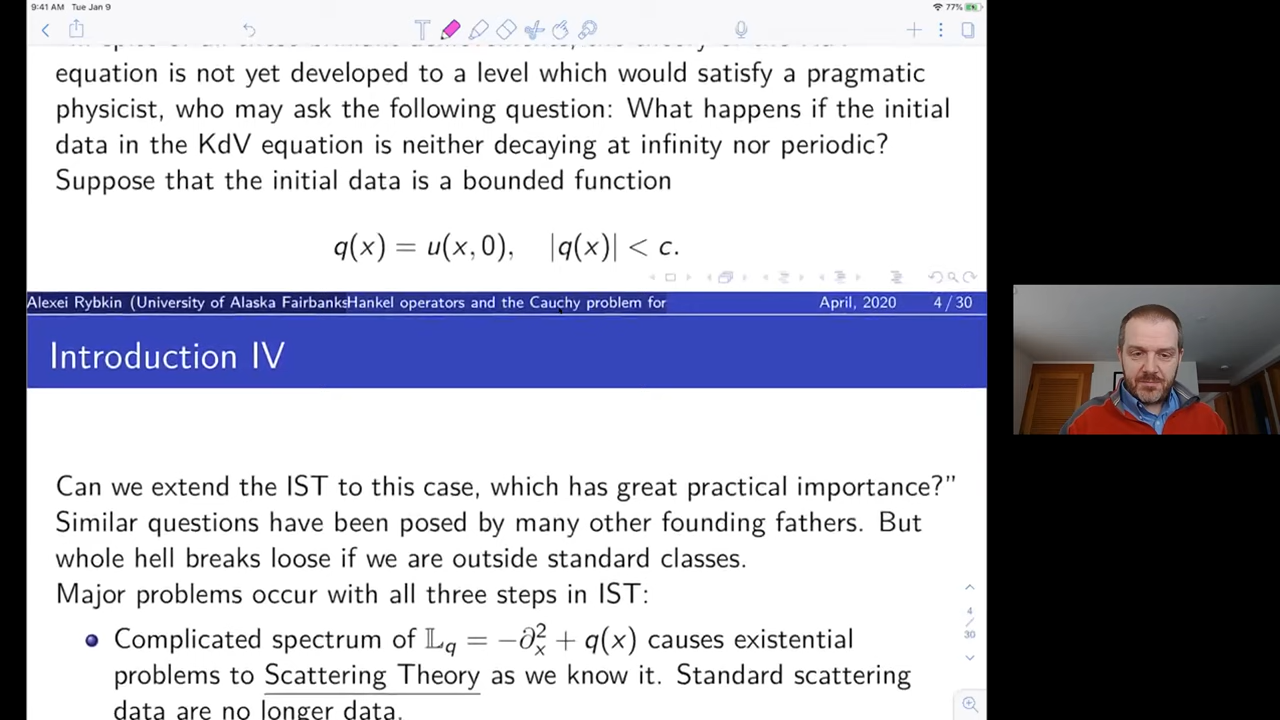 9:41 AM Tue Jan 9
77%
equation is not yet developed to a level which would satisfy a pragmatic
physicist, who may ask the following question: What happens if the initial
data in the KdV equation is neither decaying at infinity nor periodic?
Suppose that the initial data is a bounded function
q(x) = u(x, 0), |q(x)| < c.
Alexei Rybkin (University of Alaska Fairbanks Hankel operators and the Cauchy problem for April, 2020 4 / 30
Introduction IV
Can we extend the IST to this case, which has great practical importance?”
Similar questions have been posed by many other founding fathers. But
whole hell breaks loose if we are outside standard classes.
Major problems occur with all three steps in IST:
Complicated spectrum of 𝕃q = −∂²ₓ + q(x) causes existential
problems to Scattering Theory as we know it. Standard scattering
data are no longer data.
4
/
30